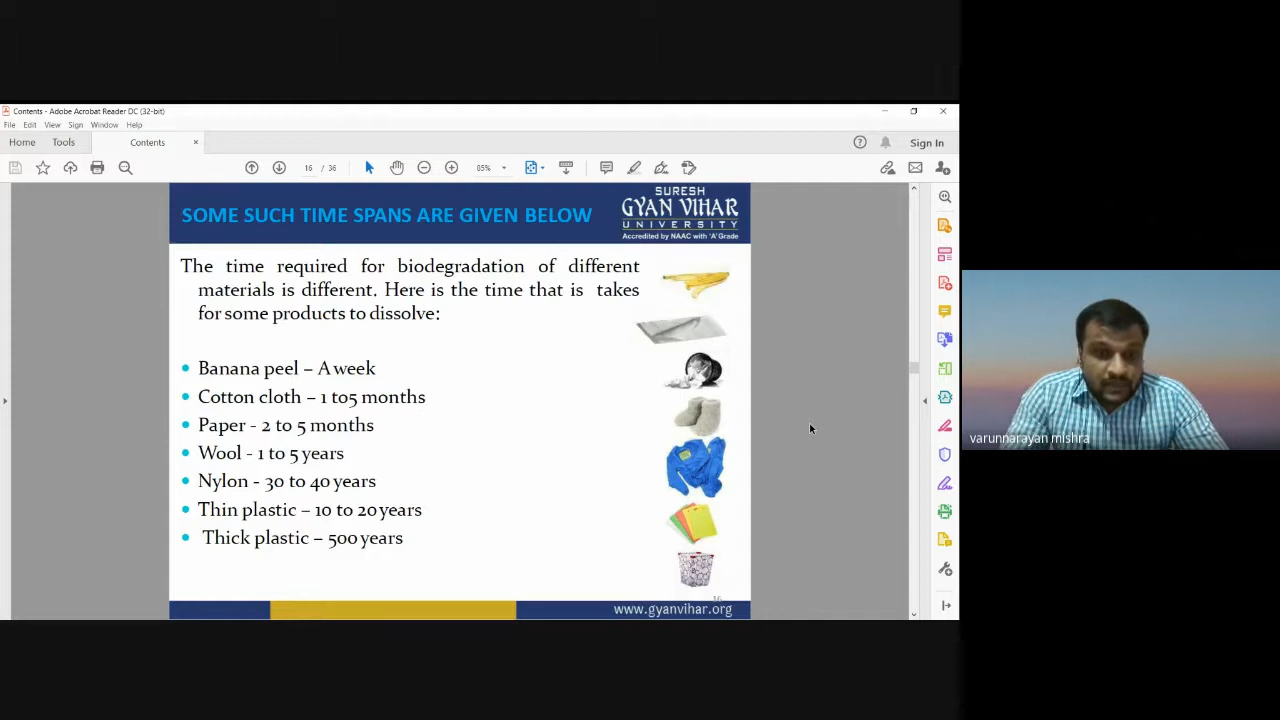 Contents - Adobe Acrobat Reader DC (32-bit)
File Edit View Sign Window Help
Home Tools Contents × Sign In
16 / 36 85%
SOME SUCH TIME SPANS ARE GIVEN BELOW
SURESH
GYAN VIHAR
UNIVERSITY
Accredited by NAAC with 'A' Grade
The time required for biodegradation of different
materials is different. Here is the time that is takes
for some products to dissolve:
• Banana peel – A week
• Cotton cloth – 1 to5 months
• Paper - 2 to 5 months
• Wool - 1 to 5 years
• Nylon - 30 to 40 years
• Thin plastic – 10 to 20 years
• Thick plastic – 500 years
16
www.gyanvihar.org
varunnarayan mishra